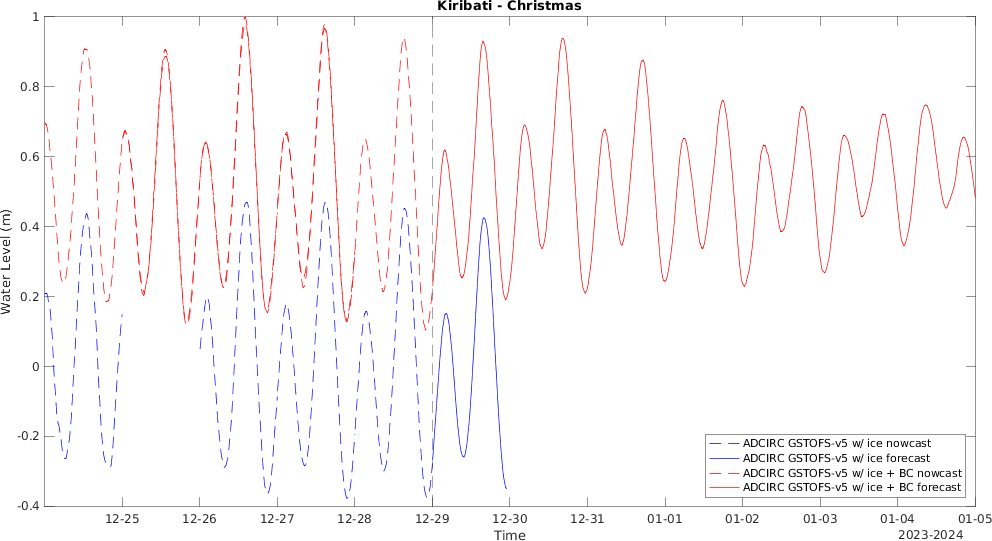 Kiribati - Christmas
Water Level (m)
1
0.8
0.6
0.4
0.2
0
-0.2
-0.4
ADCIRC GSTOFS-v5 w/ ice nowcast
ADCIRC GSTOFS-v5 w/ ice forecast
ADCIRC GSTOFS-v5 w/ ice + BC nowcast
ADCIRC GSTOFS-v5 w/ ice + BC forecast
12-25 12-26 12-27 12-28 12-29 12-30 12-31 01-01 01-02 01-03 01-04 01-05
Time
2023-2024